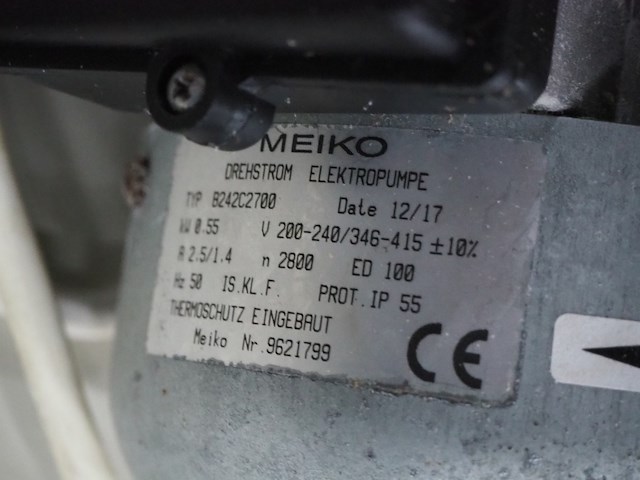 MEIKO
DREHSTROM ELEKTROPUMPE
TYP B242C2700 Date 12/17
kW 0.55 V 200-240/346-415 ±10%
A 2.5/1.4 n 2800 ED 100
Hz 50 IS.KL.F. PROT.IP 55
THERMOSCHUTZ EINGEBAUT
Meiko Nr.9621799
CE